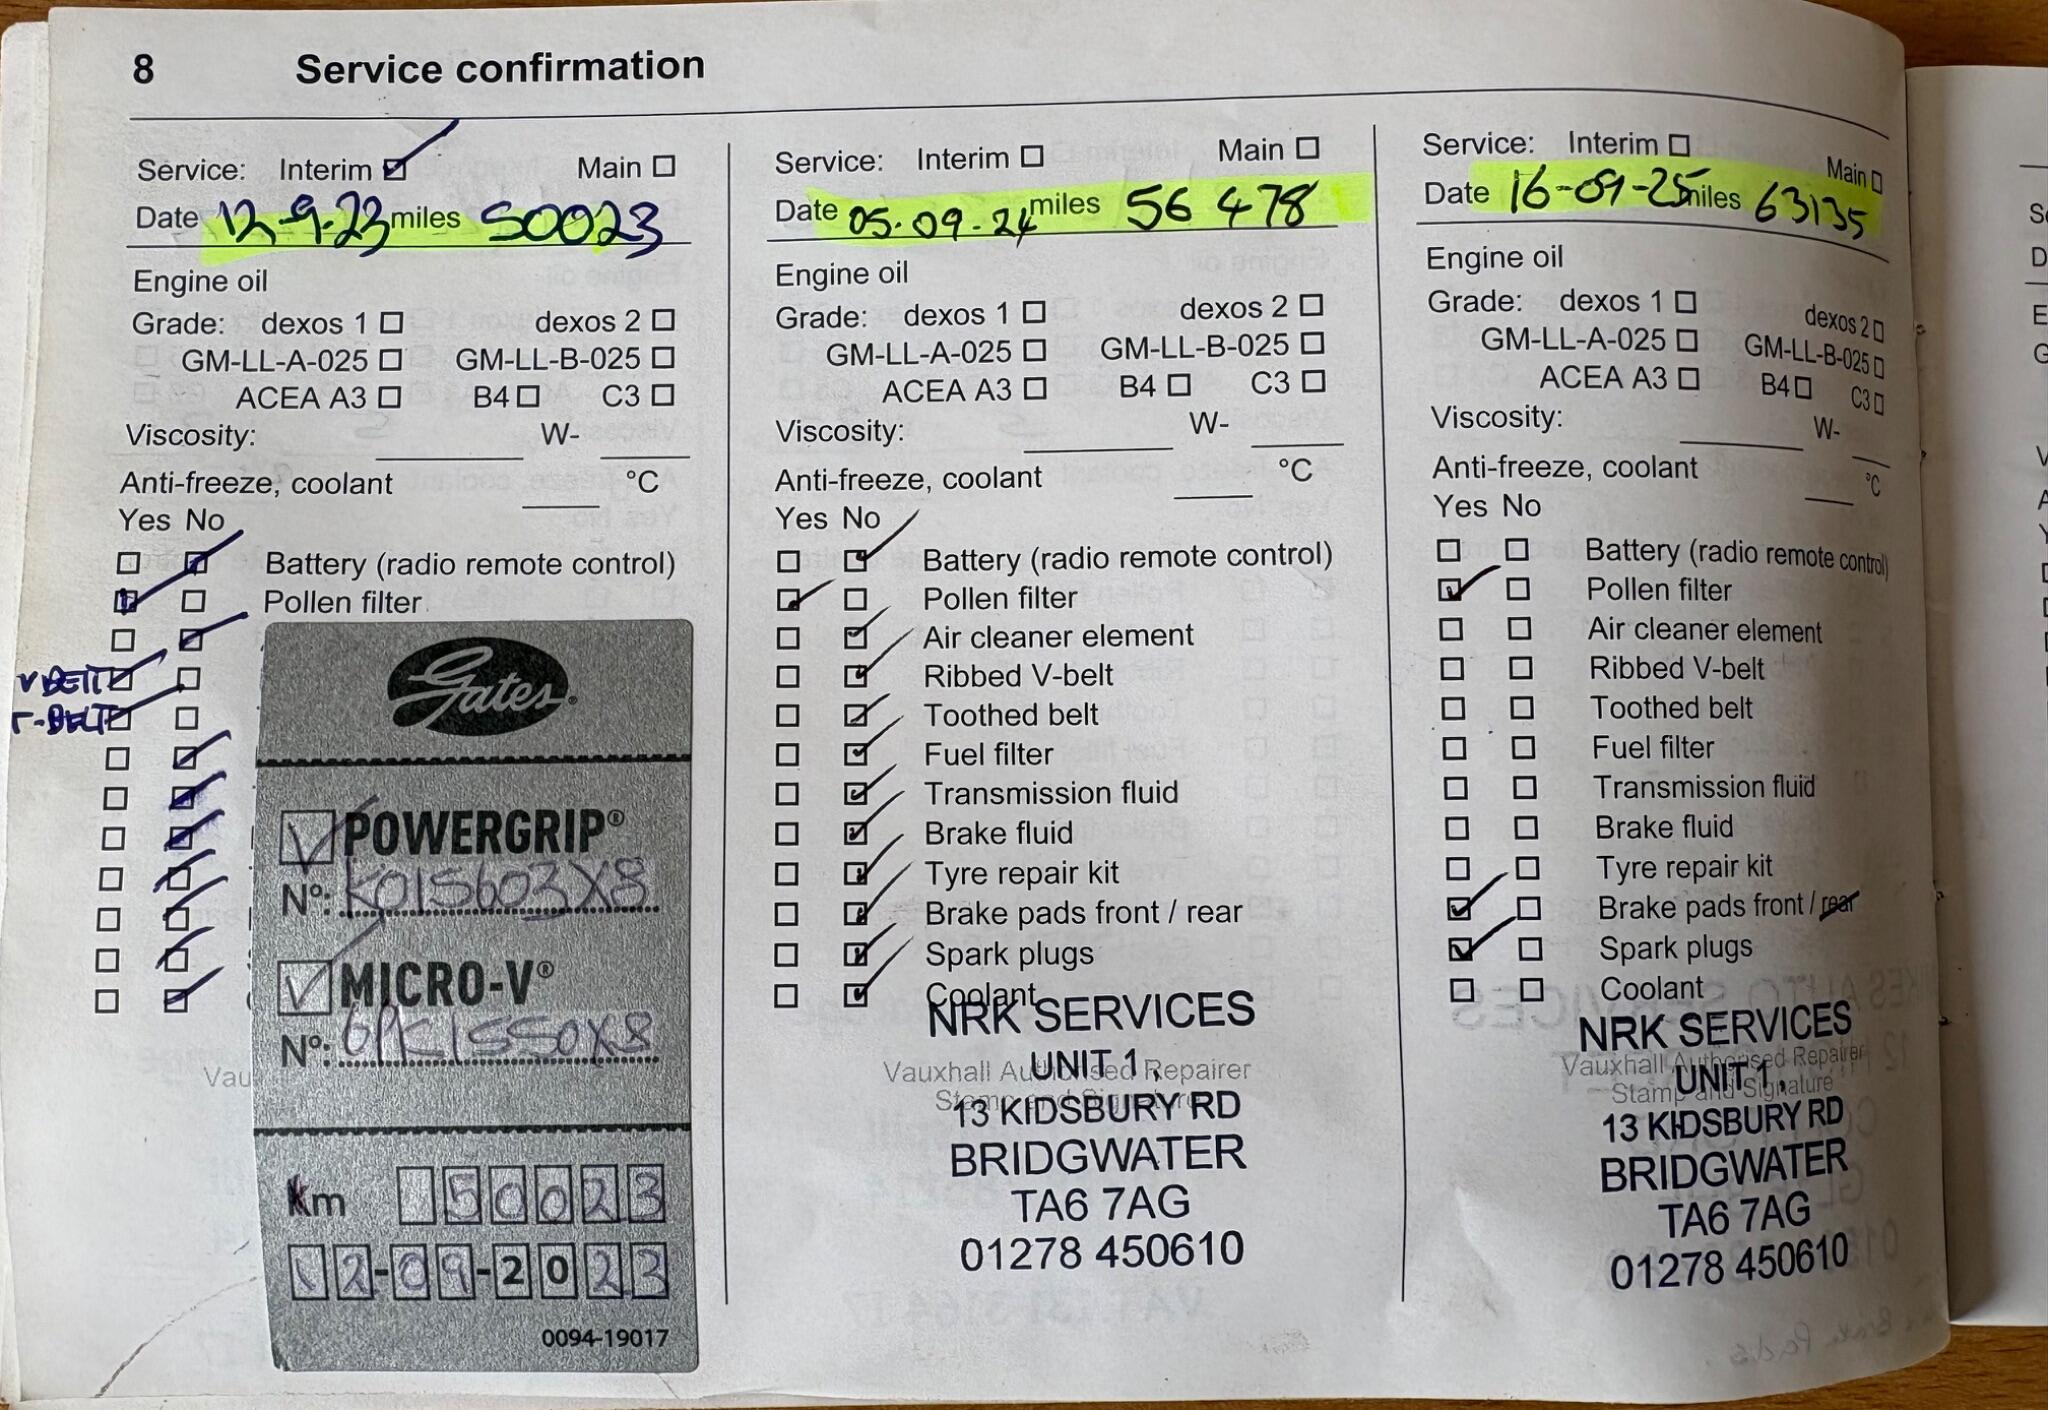 8 Service confirmation
Service: Interim Main
Date 12-9-23 miles 50023
Engine oil
Grade: dexos 1 dexos 2
GM-LL-A-025 GM-LL-B-025
ACEA A3 B4 C3
Viscosity: W-
Anti-freeze, coolant °C
Yes No
Battery (radio remote control)
Pollen filter
V BELT
T-BELT
Gates®
POWERGRIP®
Nº: K015603XS
MICRO-V®
Nº: 6PK1550XS
Vau
km 50023
12-09-2023
0094-19017
Service: Interim Main
Date 05.09.24 miles 56 478
Engine oil
Grade: dexos 1 dexos 2
GM-LL-A-025 GM-LL-B-025
ACEA A3 B4 C3
Viscosity: W-
Anti-freeze, coolant °C
Yes No
Battery (radio remote control)
Pollen filter
Air cleaner element
Ribbed V-belt
Toothed belt
Fuel filter
Transmission fluid
Brake fluid
Tyre repair kit
Brake pads front / rear
Spark plugs
Coolant
NRK SERVICES
UNIT 1,
Vauxhall Authorised Repairer
Stamp and Signature
13 KIDSBURY RD
BRIDGWATER
TA6 7AG
01278 450610
Service: Interim Main
Date 16-09-25 miles 63135
Engine oil
Grade: dexos 1 dexos 2
GM-LL-A-025 GM-LL-B-025
ACEA A3 B4 C3
Viscosity: W-
Anti-freeze, coolant °C
Yes No
Battery (radio remote control)
Pollen filter
Air cleaner element
Ribbed V-belt
Toothed belt
Fuel filter
Transmission fluid
Brake fluid
Tyre repair kit
Brake pads front / rear
Spark plugs
Coolant
NRK SERVICES
Vauxhall Authorised Repairer
UNIT 1,
Stamp and Signature
13 KIDSBURY RD
BRIDGWATER
TA6 7AG
01278 450610